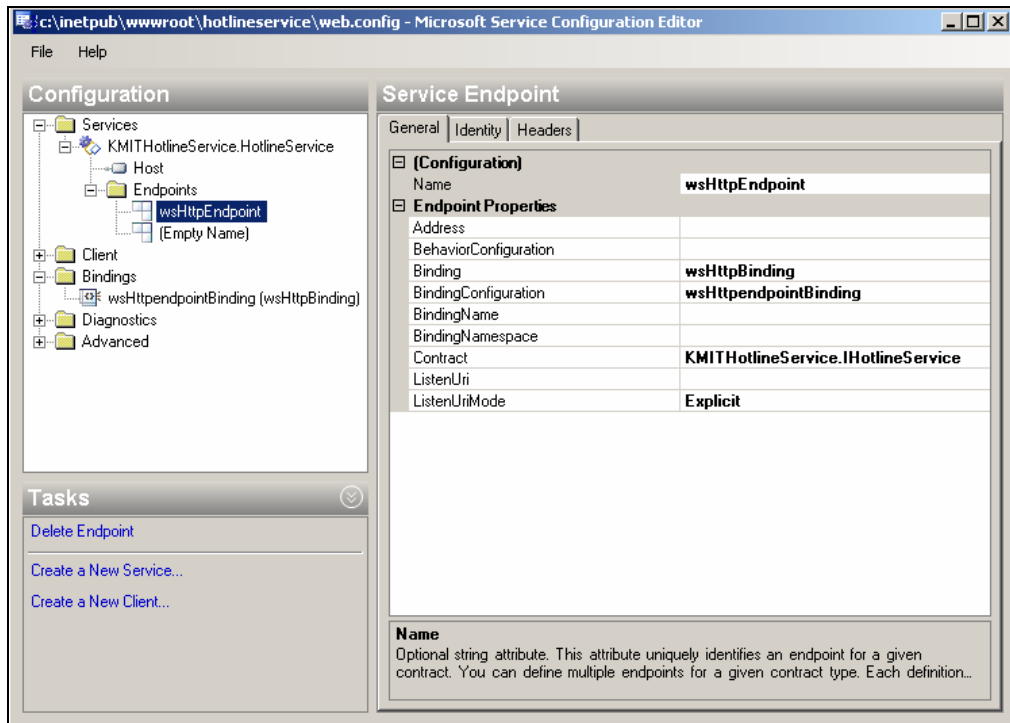 c:\inetpub\wwwroot\hotlineservice\web.config - Microsoft Service Configuration Editor
File Help
Configuration
Services
KMITHotlineService.HotlineService
Host
Endpoints
wsHttpEndpoint
(Empty Name)
Client
Bindings
wsHttpendpointBinding (wsHttpBinding)
Diagnostics
Advanced
Tasks
Delete Endpoint
Create a New Service...
Create a New Client...
Service Endpoint
General Identity Headers
(Configuration)
Name wsHttpEndpoint
Endpoint Properties
Address
BehaviorConfiguration
Binding wsHttpBinding
BindingConfiguration wsHttpendpointBinding
BindingName
BindingNamespace
Contract KMITHotlineService.IHotlineService
ListenUri
ListenUriMode Explicit
Name
Optional string attribute. This attribute uniquely identifies an endpoint for a given
contract. You can define multiple endpoints for a given contract type. Each definition...